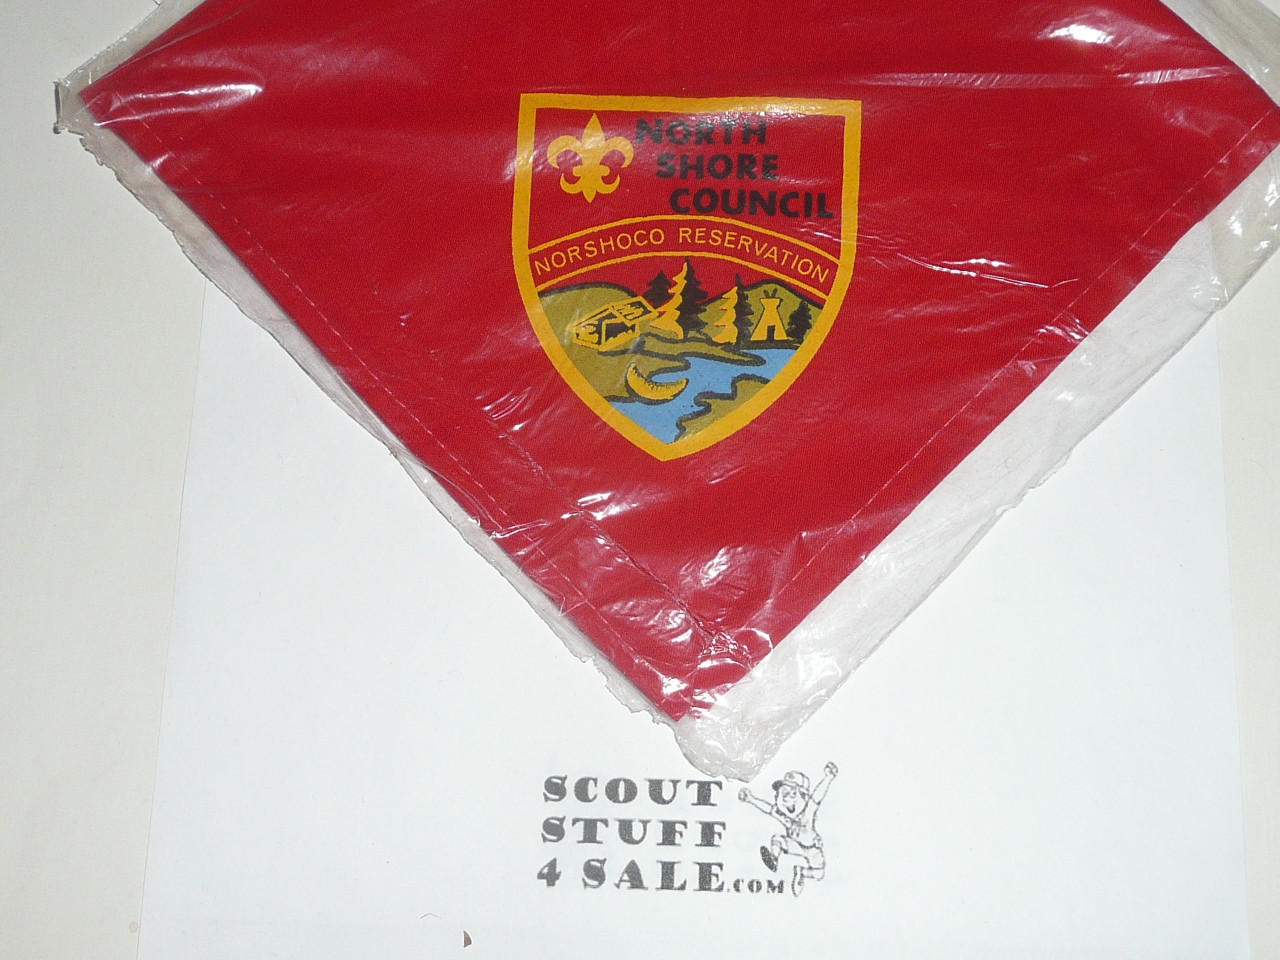 NORTH
SHORE
COUNCIL
NORSHOCO RESERVATION
SCOUT
STUFF
4 SALE.COM